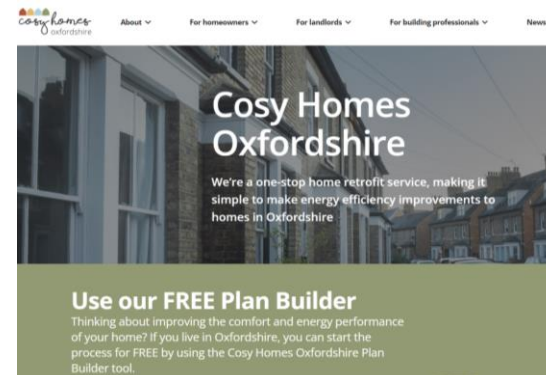 cosy homes
oxfordshire
About
For homeowners
For landlords
For building professionals
News
Cosy Homes
Oxfordshire
We're a one-stop home retrofit service, making it
simple to make energy efficiency improvements to
homes in Oxfordshire
Use our FREE Plan Builder
Thinking about improving the comfort and energy performance
of your home? If you live in Oxfordshire, you can start the
process for FREE by using the Cosy Homes Oxfordshire Plan
Builder tool.